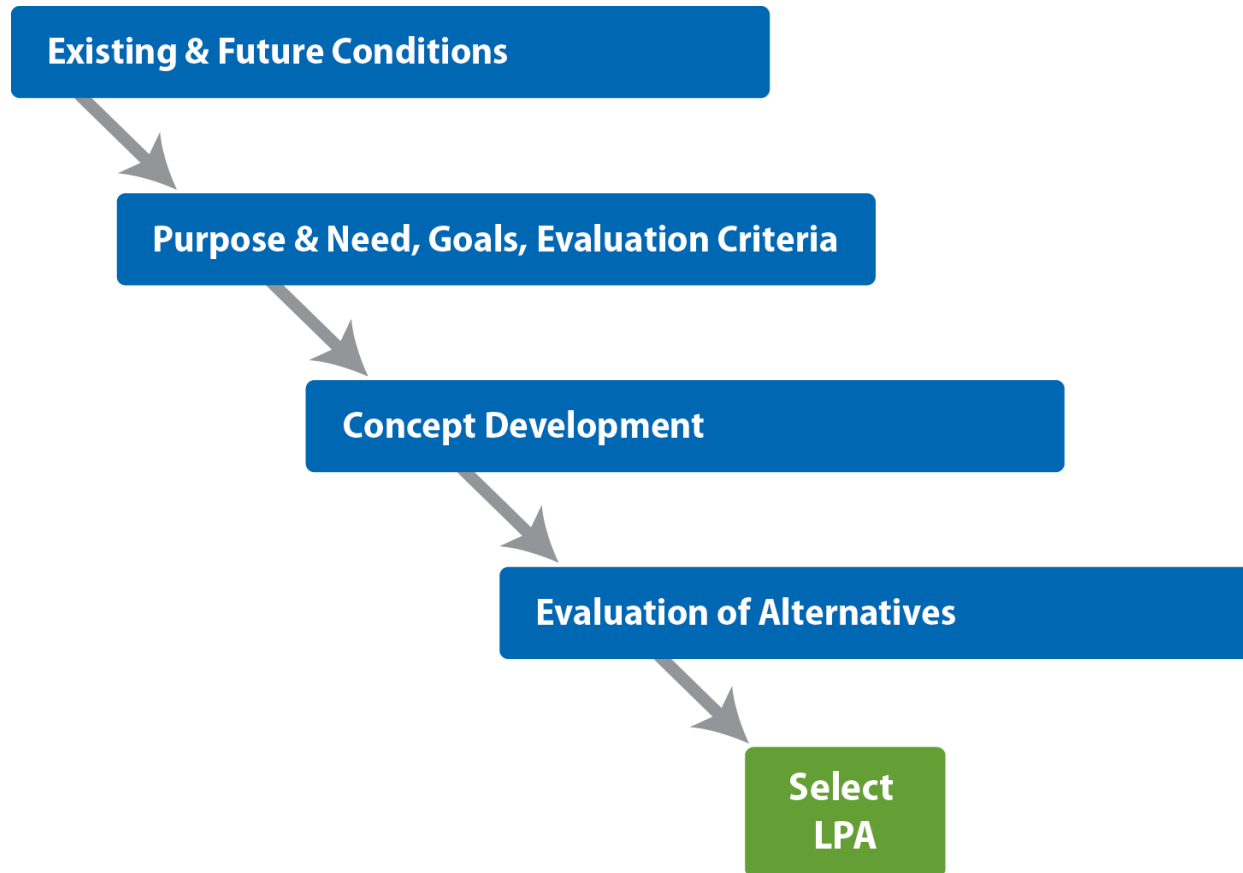 Existing & Future Conditions
Purpose & Need, Goals, Evaluation Criteria
Concept Development
Evaluation of Alternatives
Select
LPA